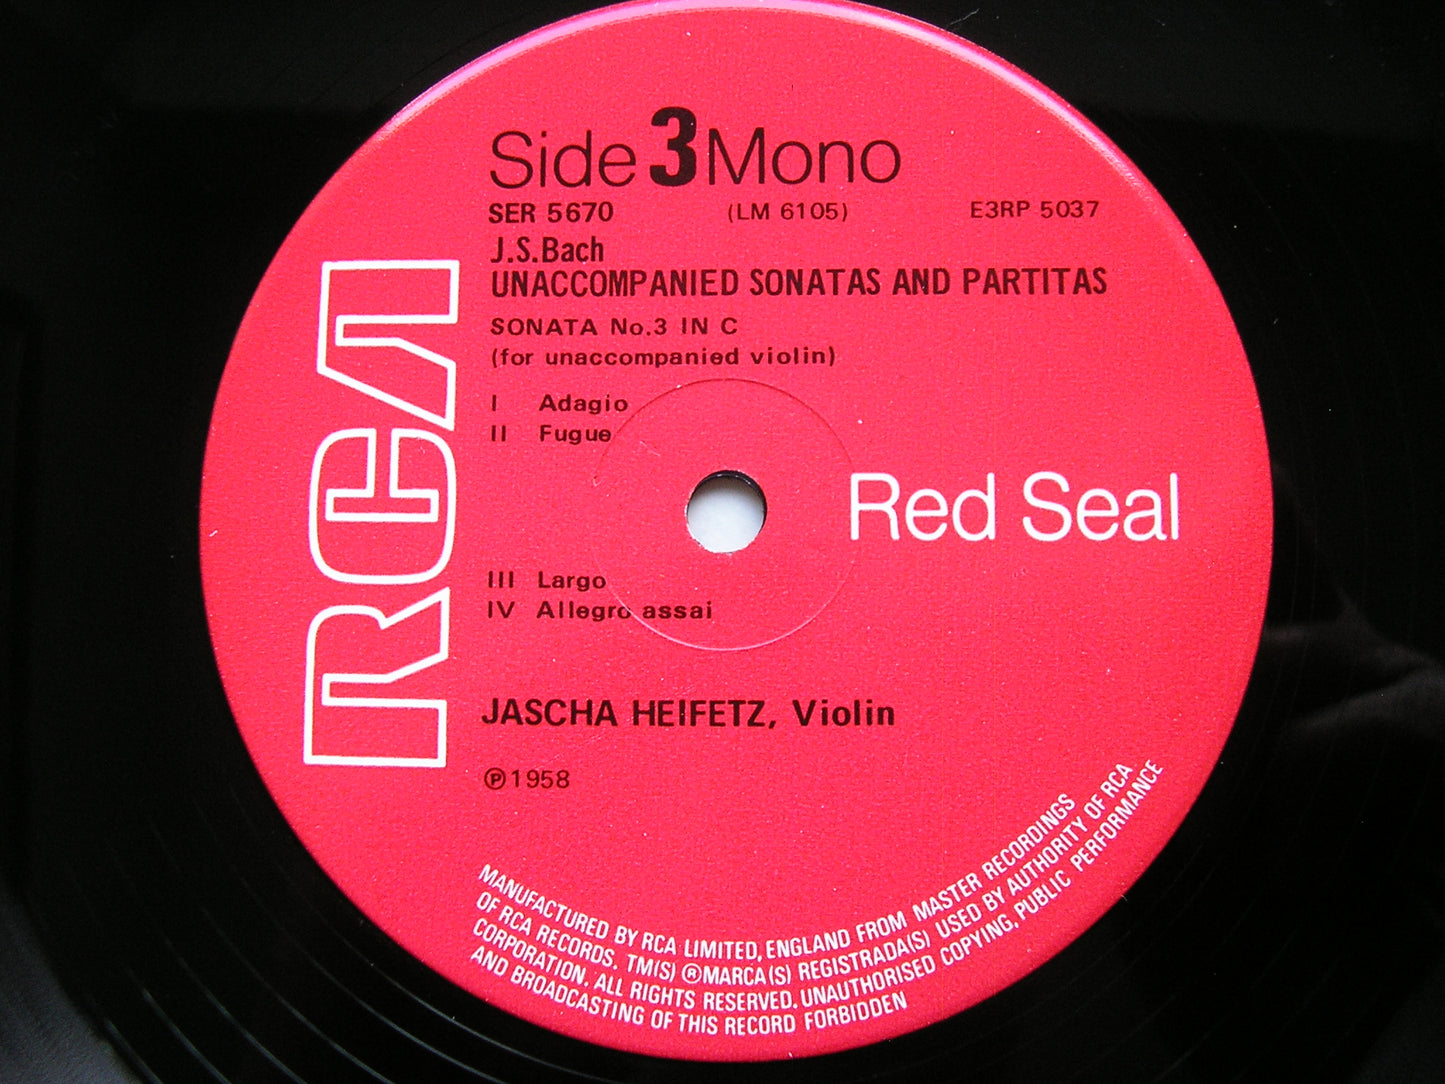 Side 3 Mono
SER 5670 (LM 6105) E3RP 5037
J.S.Bach
UNACCOMPANIED SONATAS AND PARTITAS
SONATA No.3 IN C
(for unaccompanied violin)
I Adagio
II Fugue
RCA
Red Seal
III Largo
IV Allegro assai
JASCHA HEIFETZ, Violin
℗1958
MANUFACTURED BY RCA LIMITED, ENGLAND FROM MASTER RECORDINGS
OF RCA RECORDS. TM(S) ®MARCA(S) REGISTRADA(S) USED BY AUTHORITY OF RCA
CORPORATION. ALL RIGHTS RESERVED. UNAUTHORISED COPYING, PUBLIC PERFORMANCE
AND BROADCASTING OF THIS RECORD FORBIDDEN